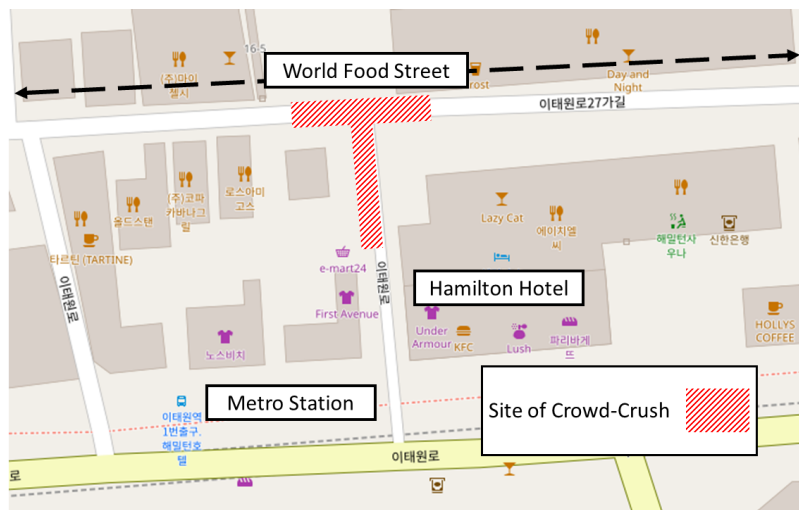 16-5
(주)마이
첼시
World Food Street
rost
Day and
Night
이태원로27가길
(주)코파
카바나그
릴
로스아미
고스
올드스탠
타르틴 (TARTINE)
Lazy Cat
에이치엘
씨
해밀턴사
우나
신한은행
e-mart24
이태원로
이태원로
First Avenue
Hamilton Hotel
Under
Armour
KFC
Lush
파리바게
뜨
HOLLYS
COFFEE
노스비치
Metro Station
Site of Crowd-Crush
이태원역
1번출구.
해밀턴호
텔
이태원로
로